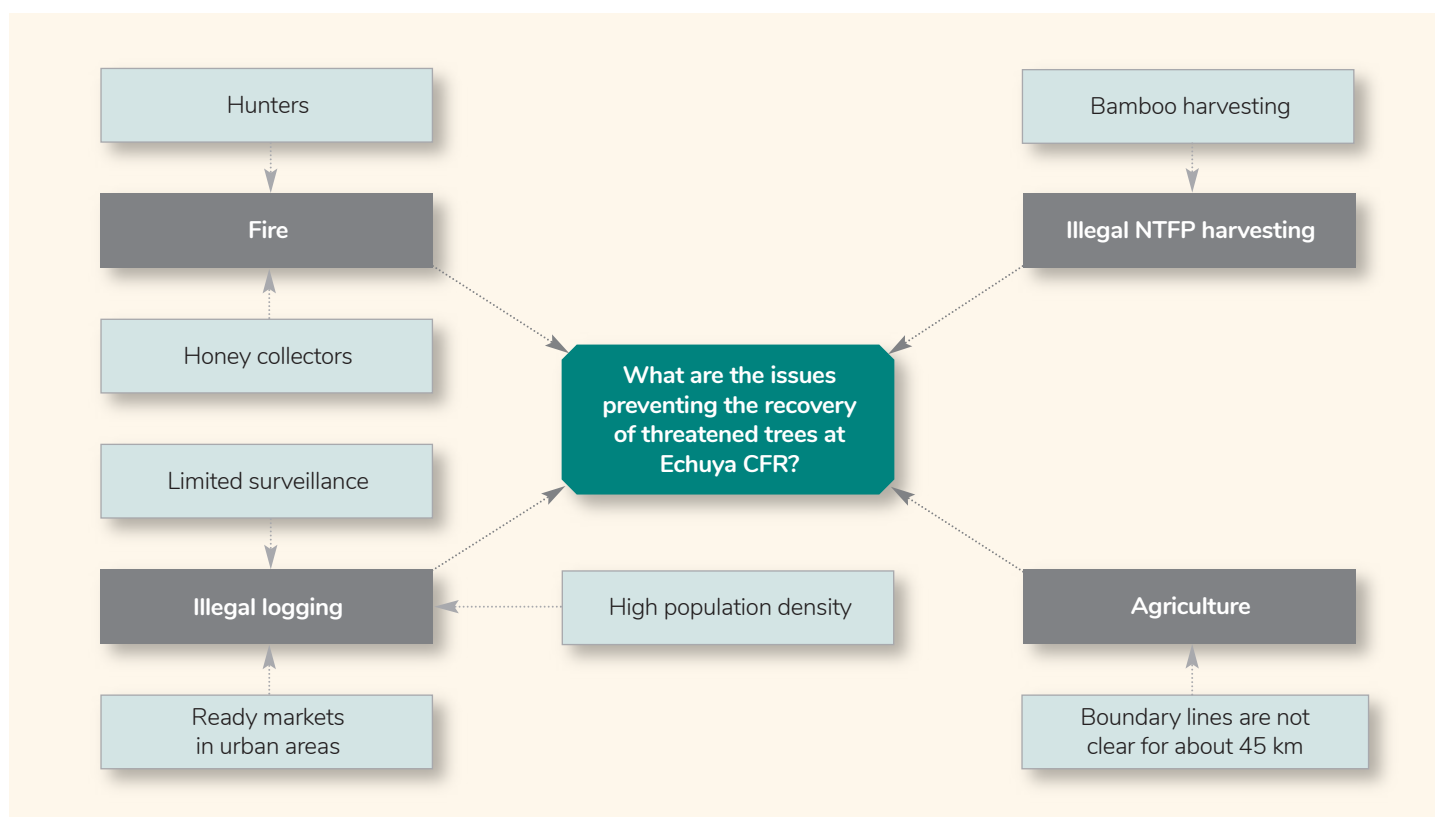 Hunters
Bamboo harvesting
Fire
Illegal NTFP harvesting
Honey collectors
What are the issues
preventing the recovery
of threatened trees at
Echuya CFR?
Limited surveillance
Illegal logging
High population density
Agriculture
Ready markets
in urban areas
Boundary lines are not
clear for about 45 km